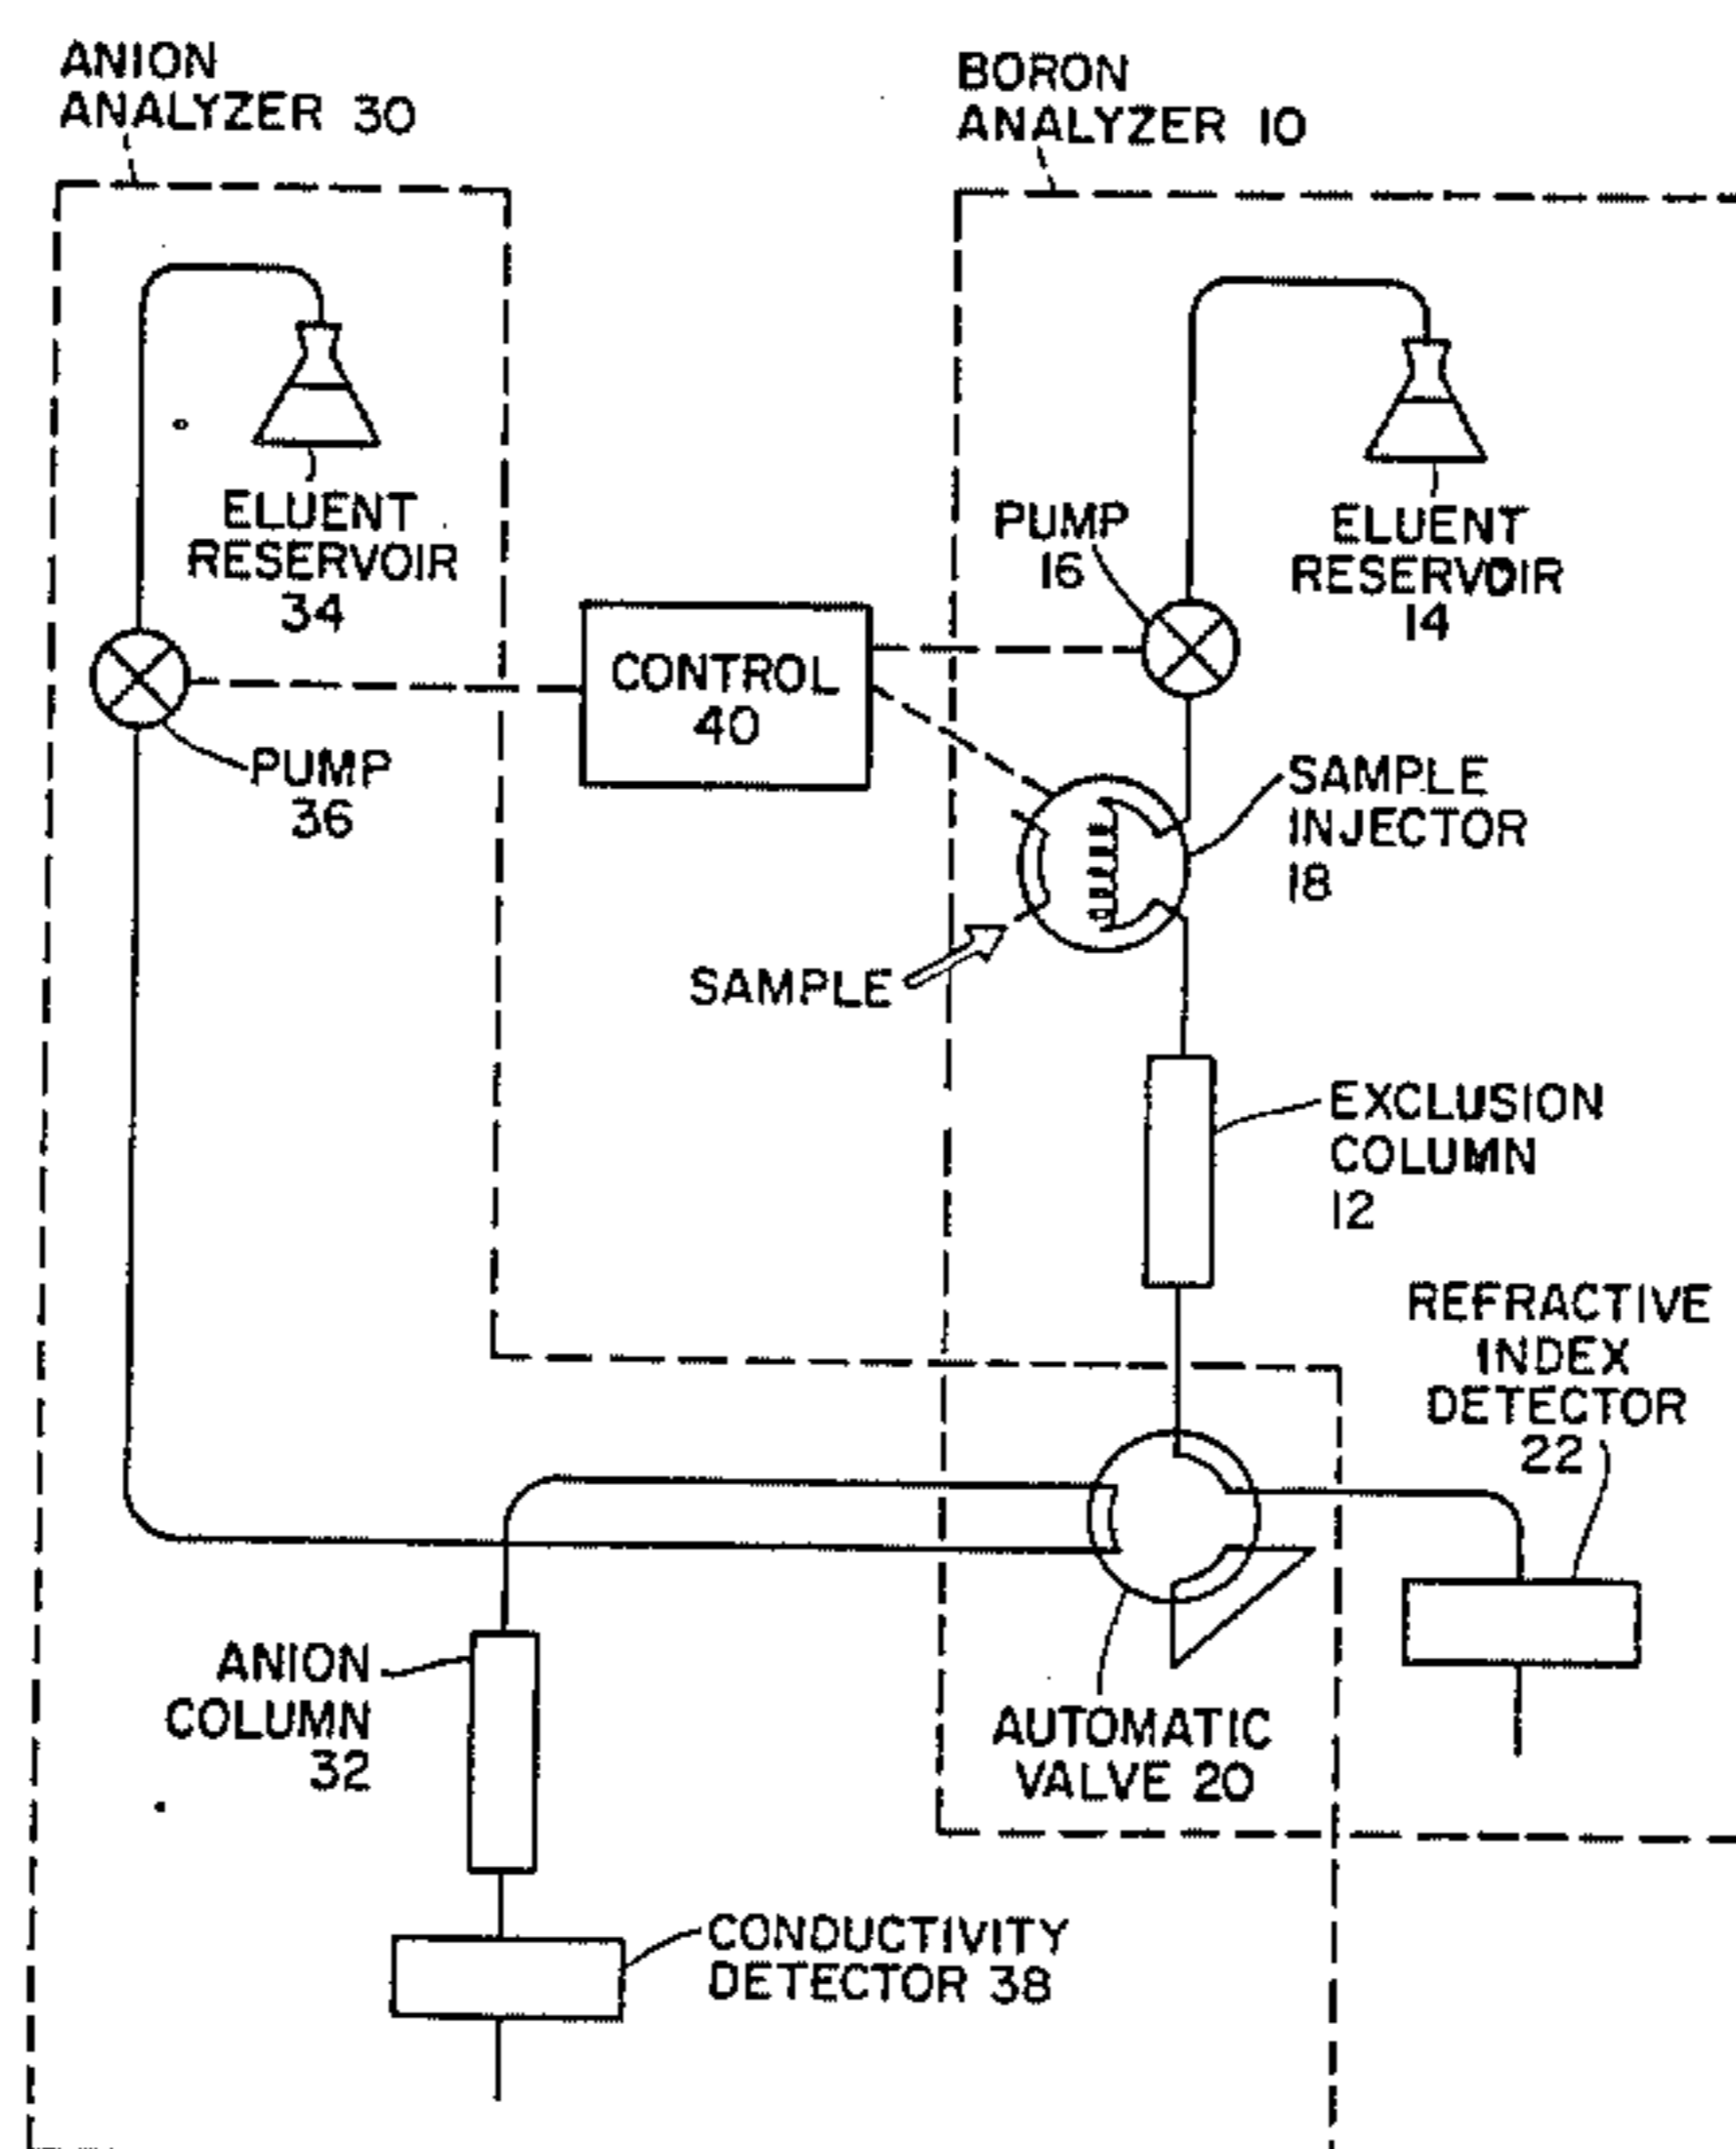 ANION
ANALYZER 30
BORON
ANALYZER 10
ELUENT
RESERVOIR
34
PUMP
16
ELUENT
RESERVOIR
14
CONTROL
40
PUMP
36
SAMPLE
INJECTOR
18
SAMPLE
EXCLUSION
COLUMN
12
REFRACTIVE
INDEX
DETECTOR
22
ANION
COLUMN
32
AUTOMATIC
VALVE 20
CONDUCTIVITY
DETECTOR 38